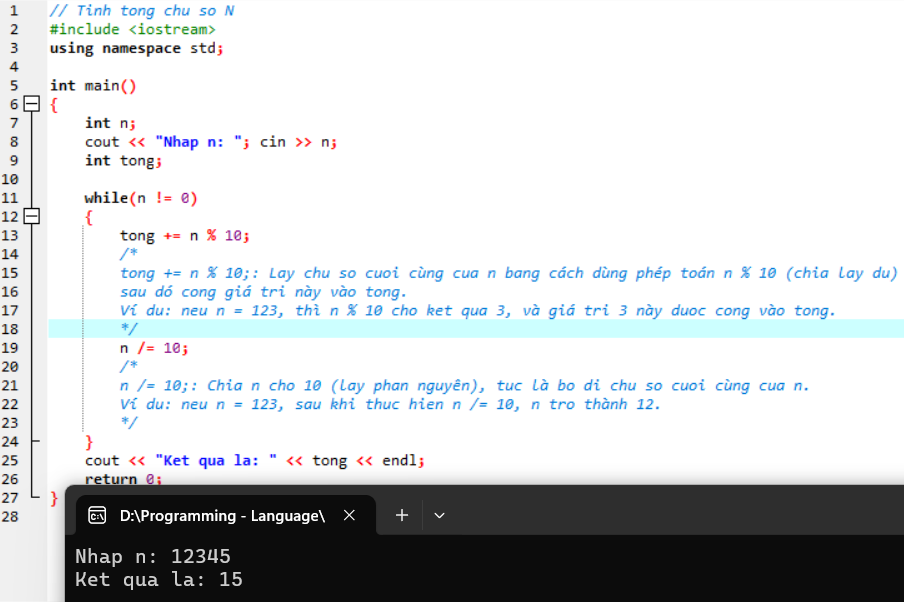 1 // Tinh tong chu so N
2 #include <iostream>
3 using namespace std;
4
5 int main()
6 {
7 int n;
8 cout << "Nhap n: "; cin >> n;
9 int tong;
10
11 while(n != 0)
12 {
13 tong += n % 10;
14 /*
15 tong += n % 10;: Lay chu so cuoi cùng cua n bang cách dùng phép toán n % 10 (chia lay du)
16 sau dó cong giá tri này vào tong.
17 Ví du: neu n = 123, thì n % 10 cho ket qua 3, và giá tri 3 này duoc cong vào tong.
18 */
19 n /= 10;
20 /*
21 n /= 10;: Chia n cho 10 (lay phan nguyên), tuc là bo di chu so cuoi cùng cua n.
22 Ví du: neu n = 123, sau khi thuc hien n /= 10, n tro thành 12.
23 */
24 }
25 cout << "Ket qua la: " << tong << endl;
26 return 0;
27 }
28
D:\Programming - Language\
Nhap n: 12345
Ket qua la: 15